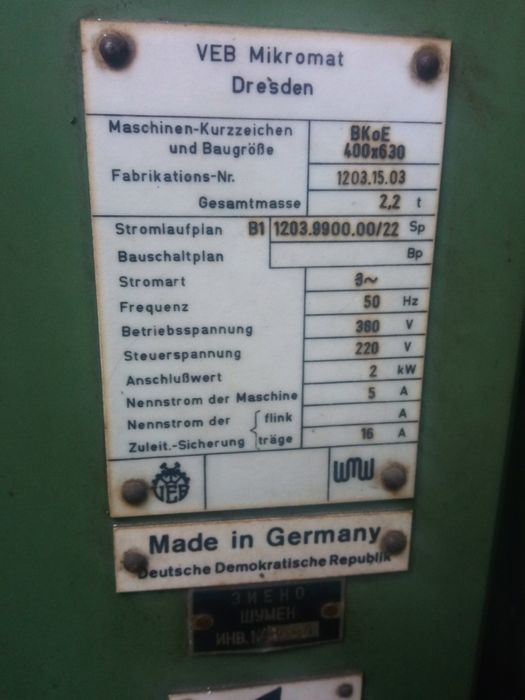 VEB Mikromat
Dresden
Maschinen-Kurzzeichen und Baugröße BKoE 400x630
Fabrikations-Nr. 1203.15.03
Gesamtmasse 2,2 t
Stromlaufplan B1 1203.9900.00/22 Sp
Bauschaltplan Bp
Stromart 3~
Frequenz 50 Hz
Betriebsspannung 380 V
Steuerspannung 220 V
Anschlußwert 2 kW
Nennstrom der Maschine 5 A
Nennstrom der flink A
Zuleit.-Sicherung träge 16 A
VEB WMW
Made in Germany
Deutsche Demokratische Republik
ЗИЕНО
ШУМЕН
ИНВ. №